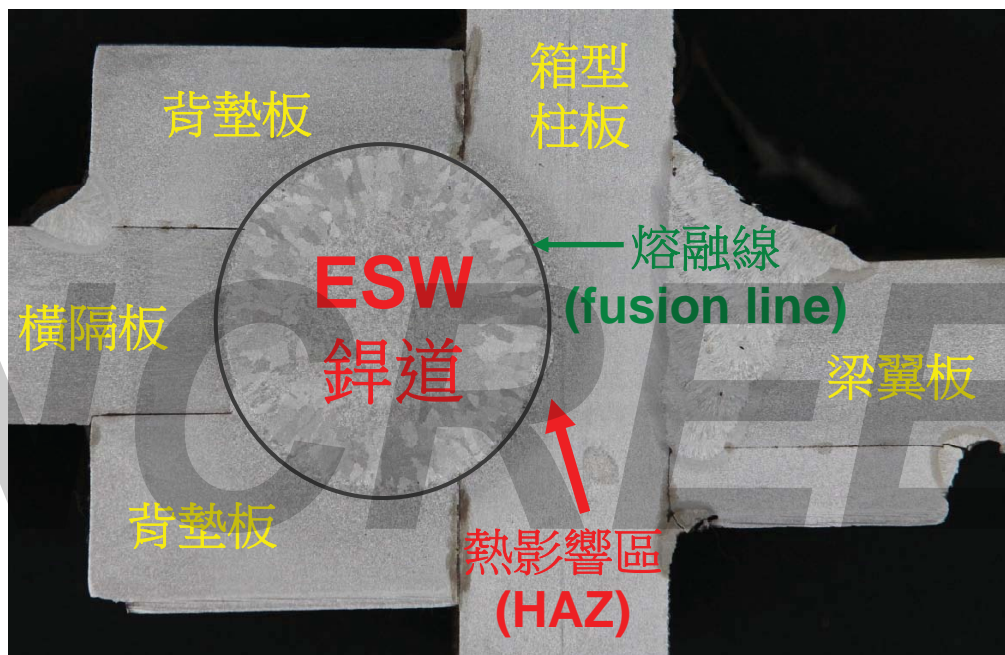 背墊板
箱型
柱板
ESW
銲道
熔融線
(fusion line)
橫隔板
梁翼板
背墊板
熱影響區
(HAZ)
NCREE